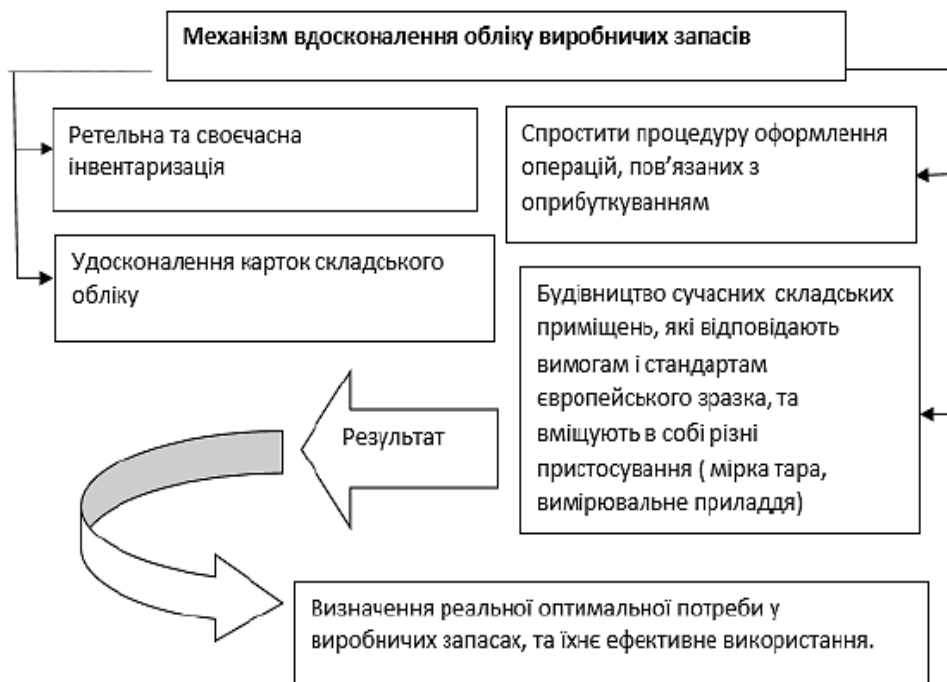 Механізм вдосконалення обліку виробничих запасів
Ретельна та своєчасна
інвентаризація
Спростити процедуру оформлення
операцій, пов’язаних з
оприбуткуванням
Удосконалення карток складського
обліку
Будівництво сучасних складських
приміщень, які відповідають
вимогам і стандартам
європейського зразка, та
вміщують в собі різні
пристосування ( мірка тара,
вимірювальне приладдя)
Результат
Визначення реальної оптимальної потреби у
виробничих запасах, та їхнє ефективне використання.